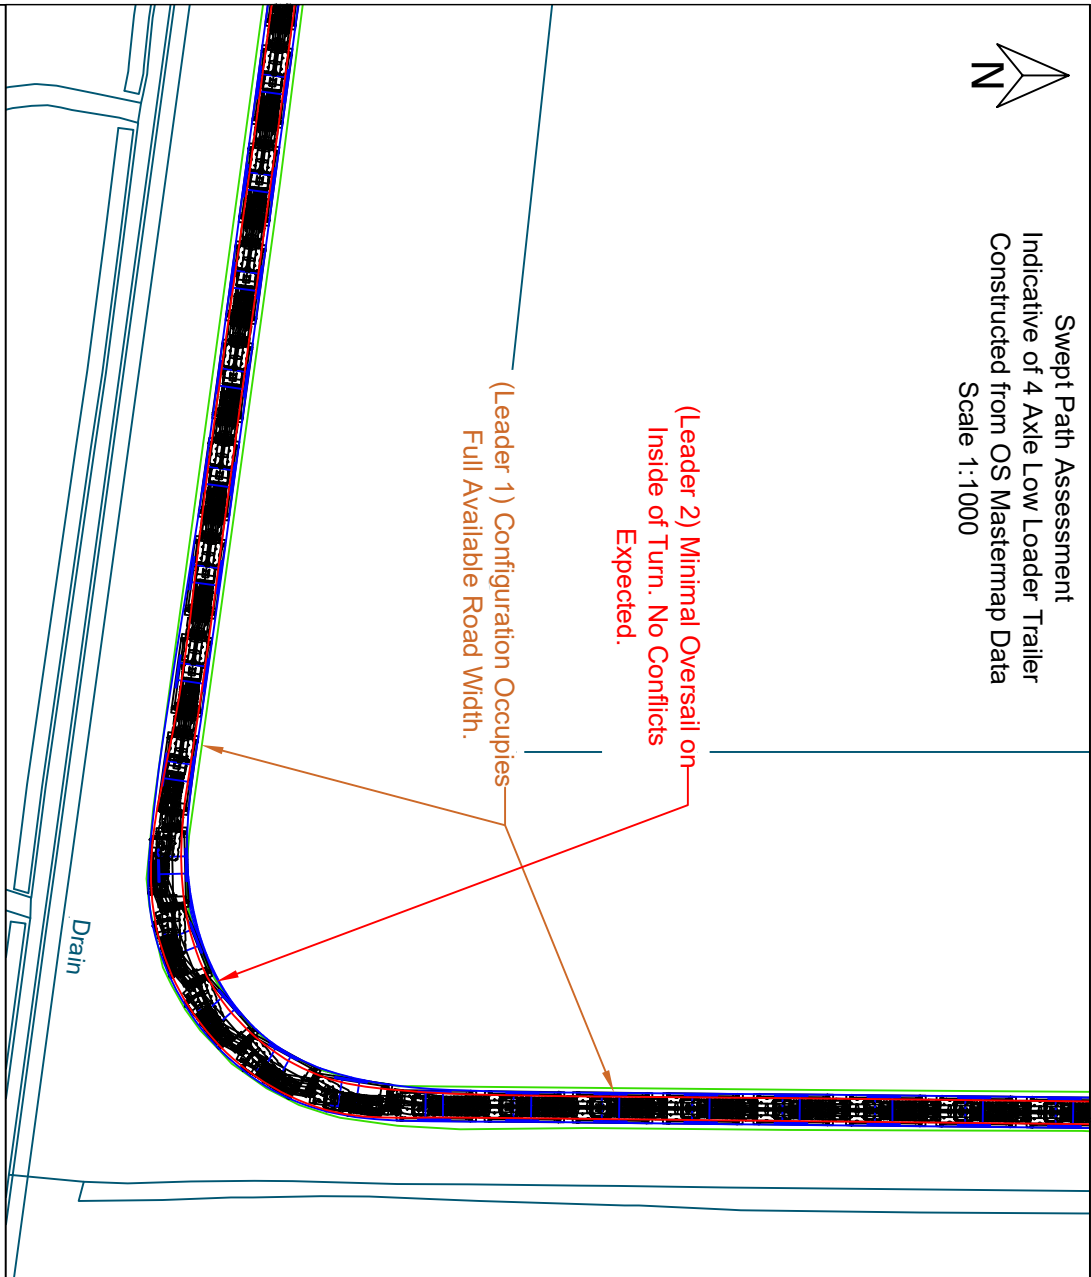 N
Swept Path Assessment
Indicative of 4 Axle Low Loader Trailer
Constructed from OS Mastermap Data
Scale 1:1000
(Leader 2) Minimal Oversail on
Inside of Turn. No Conflicts
Expected.
(Leader 1) Configuration Occupies
Full Available Road Width.
Drain